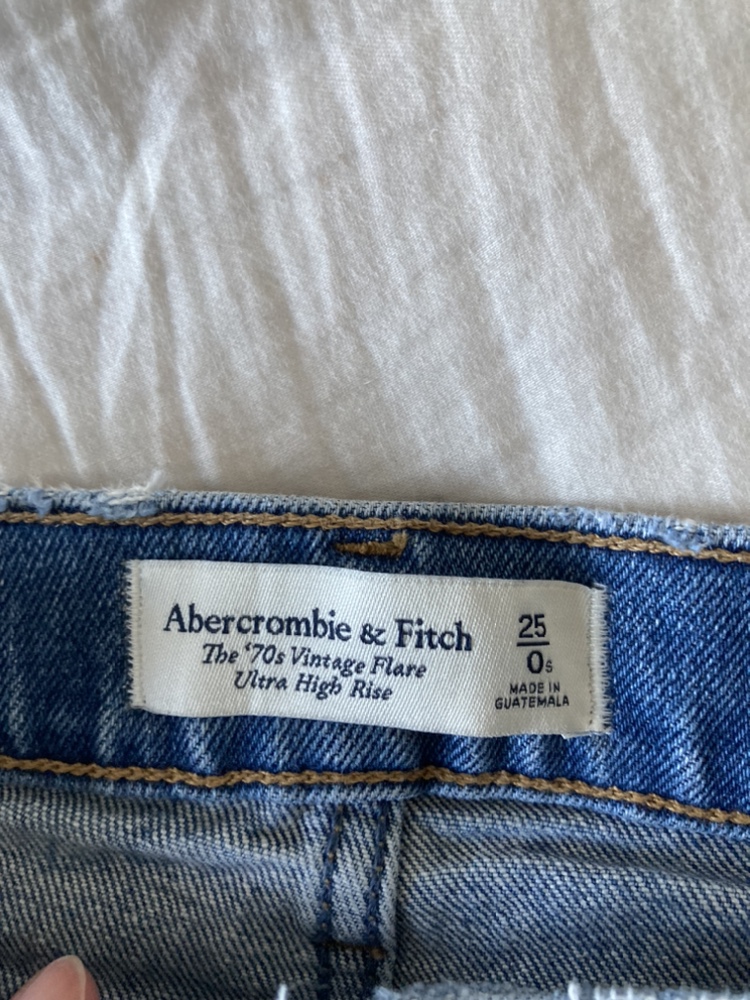 Abercrombie & Fitch
The '70s Vintage Flare
Ultra High Rise
25
0s
MADE IN
GUATEMALA